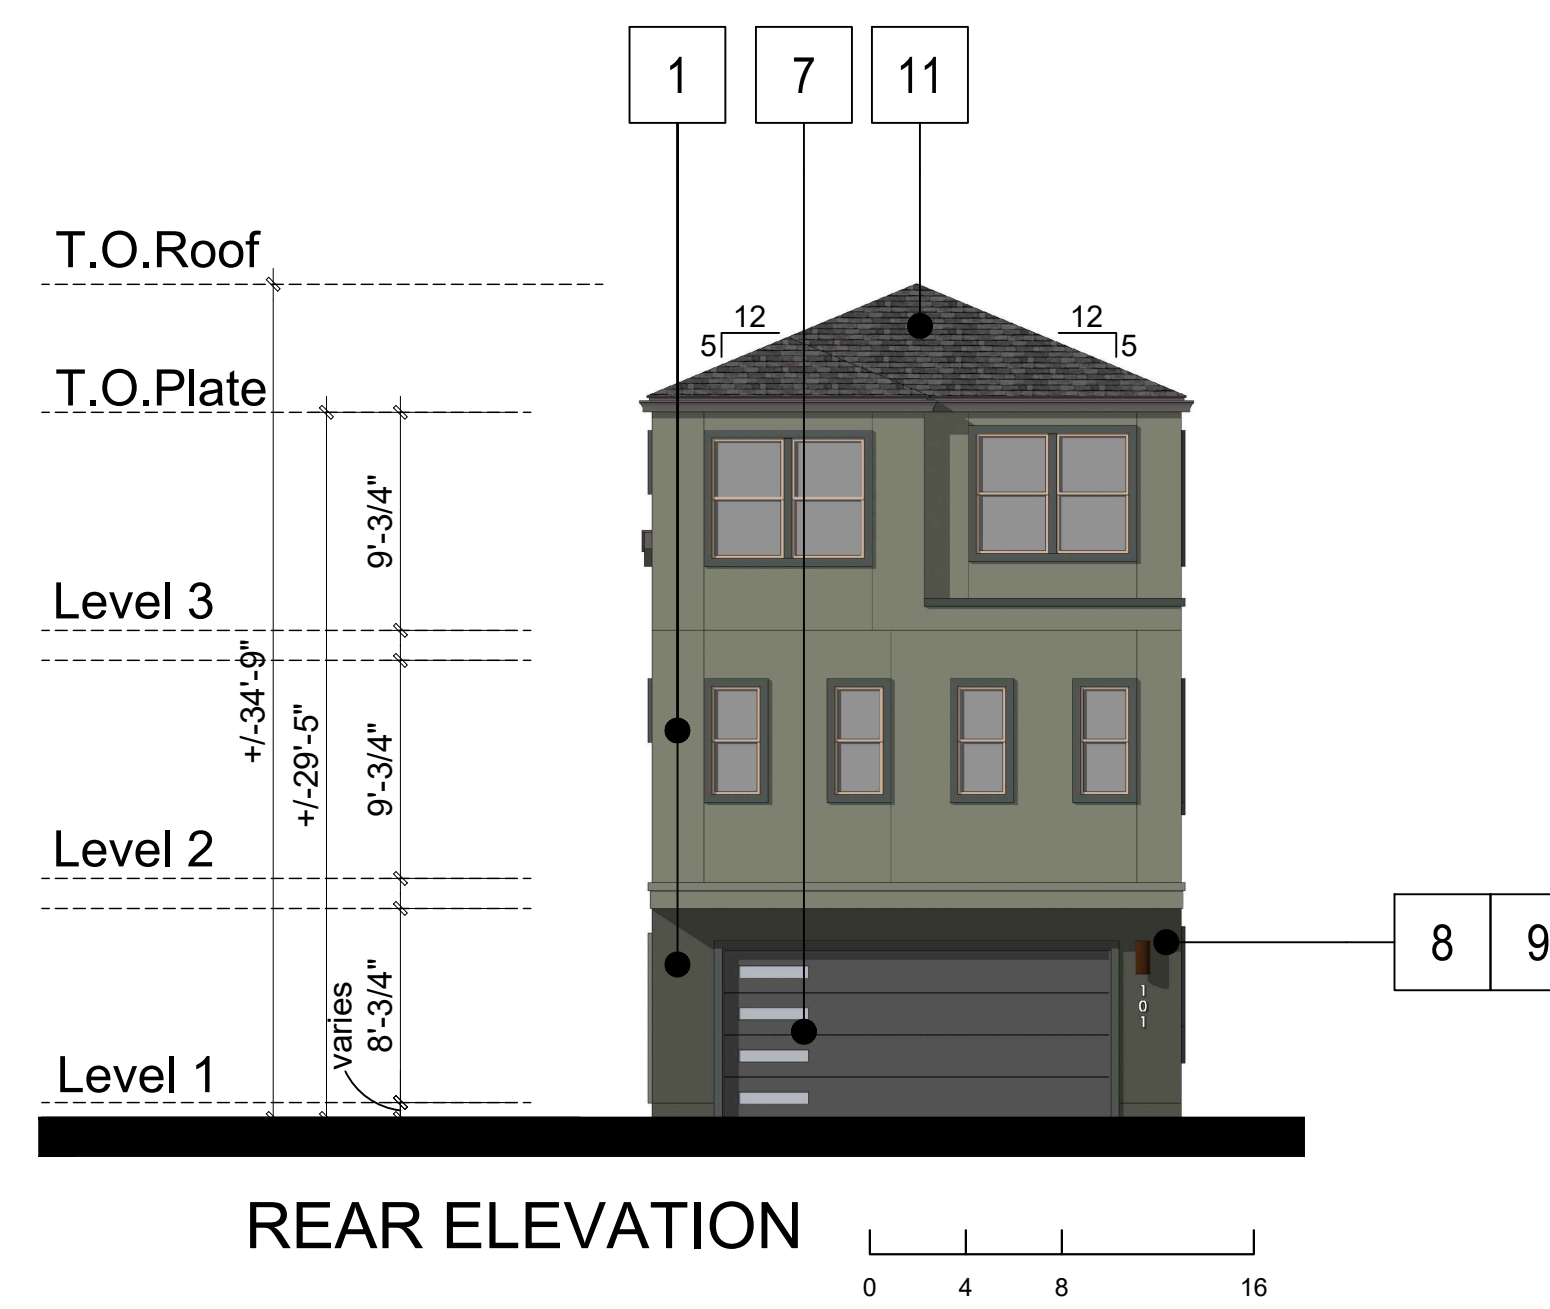 1 7 11
T.O.Roof
12 12
5 5
T.O.Plate
9'-3/4"
Level 3
+/-34'-9"
+/-29'-5"
9'-3/4"
Level 2
8 9
varies
8'-3/4"
101
Level 1
REAR ELEVATION
0 4 8 16